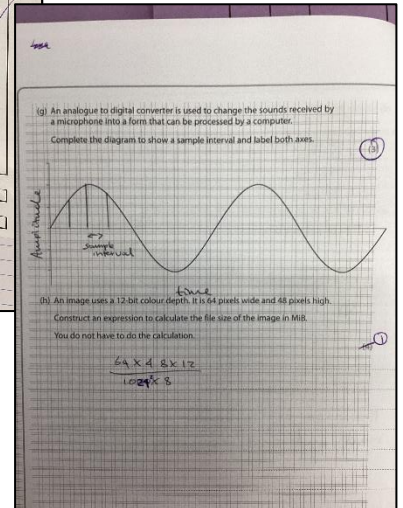 (g) An analogue to digital converter is used to change the sounds received by
a microphone into a form that can be processed by a computer.
Complete the diagram to show a sample interval and label both axes.
(3)
Amplitude
sample
interval
time
(h) An image uses a 12-bit colour depth. It is 64 pixels wide and 48 pixels high.
Construct an expression to calculate the file size of the image in MiB.
You do not have to do the calculation.
1
64 x 48 x 12
1024² x 8